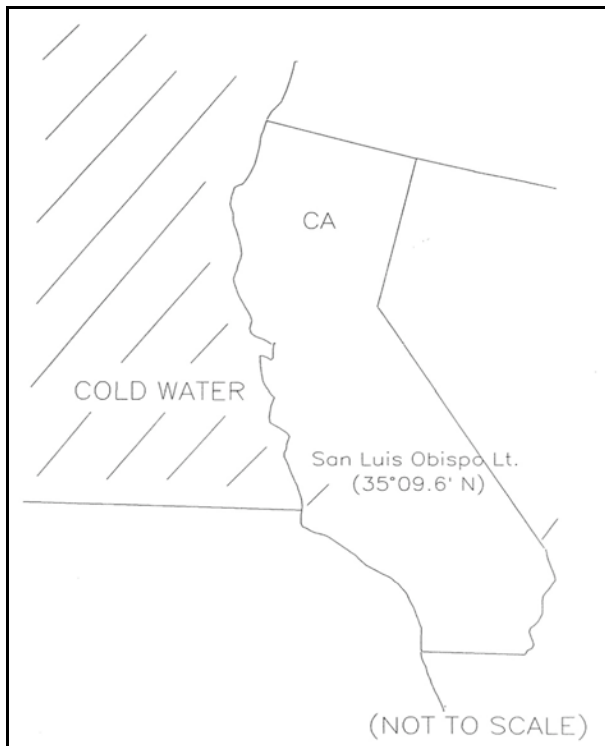 CA
COLD WATER
San Luis Obispo Lt.
(35°09.6' N)
(NOT TO SCALE)